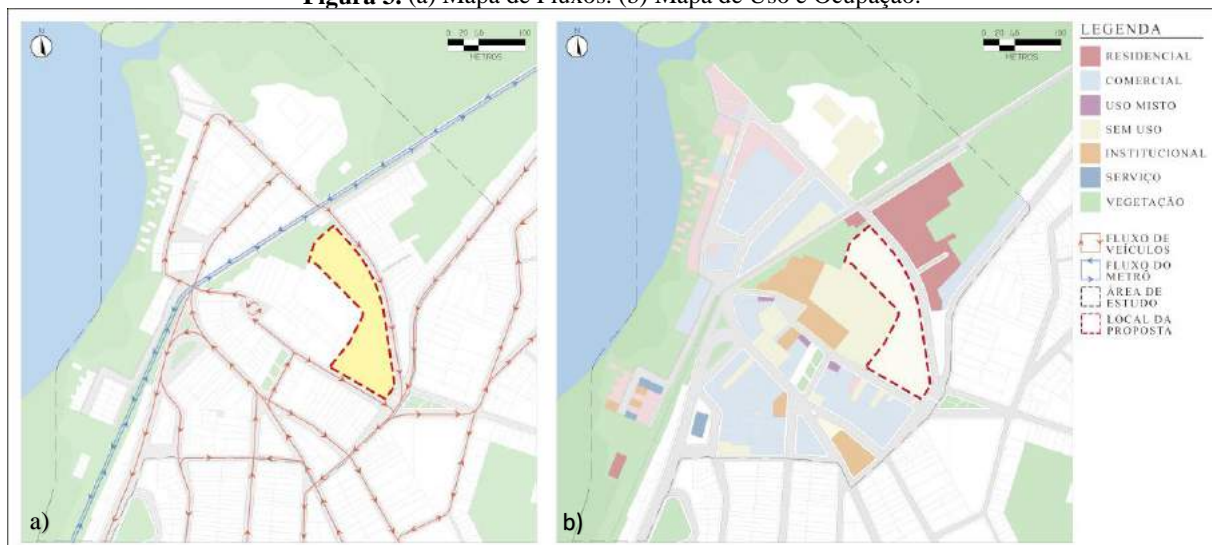 Figura 3. (a) Mapa de Fluxos. (b) Mapa de Uso e Ocupação.
0 20 50 100
METROS
a)
0 20 50 100
METROS
b)
LEGENDA
RESIDENCIAL
COMERCIAL
USO MISTO
SEM USO
INSTITUCIONAL
SERVIÇO
VEGETAÇÃO
FLUXO DE
VEÍCULOS
FLUXO DO
METRÔ
ÁREA DE
ESTUDO
LOCAL DA
PROPOSTA